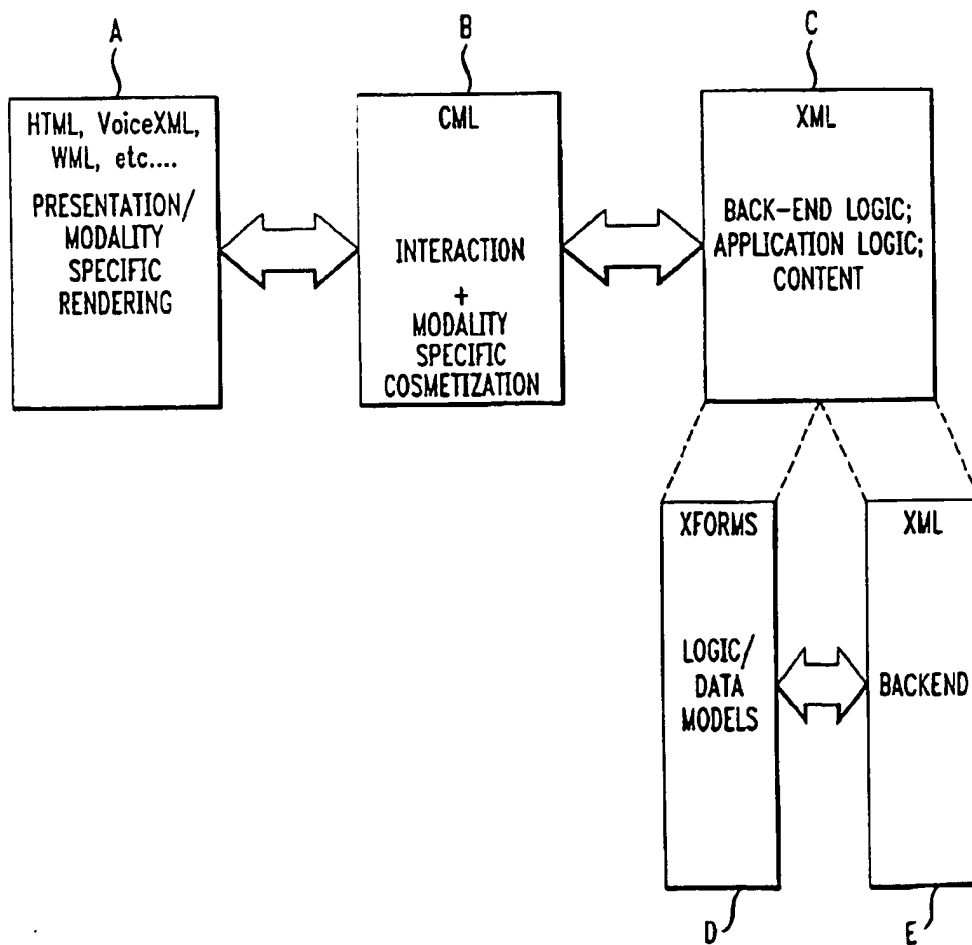 A
B
C
HTML, VoiceXML,
WML, etc....
PRESENTATION/
MODALITY
SPECIFIC
RENDERING
CML
INTERACTION
+
MODALITY
SPECIFIC
COSMETIZATION
XML
BACK-END LOGIC;
APPLICATION LOGIC;
CONTENT
XFORMS
LOGIC/
DATA
MODELS
XML
BACKEND
D
E